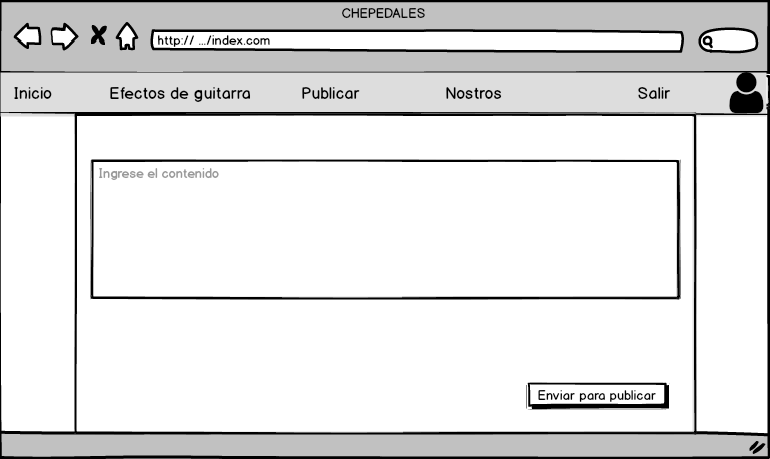 CHEPEDALES
http:// .../index.com
Inicio Efectos de guitarra Publicar Nostros Salir
Ingrese el contenido
Enviar para publicar